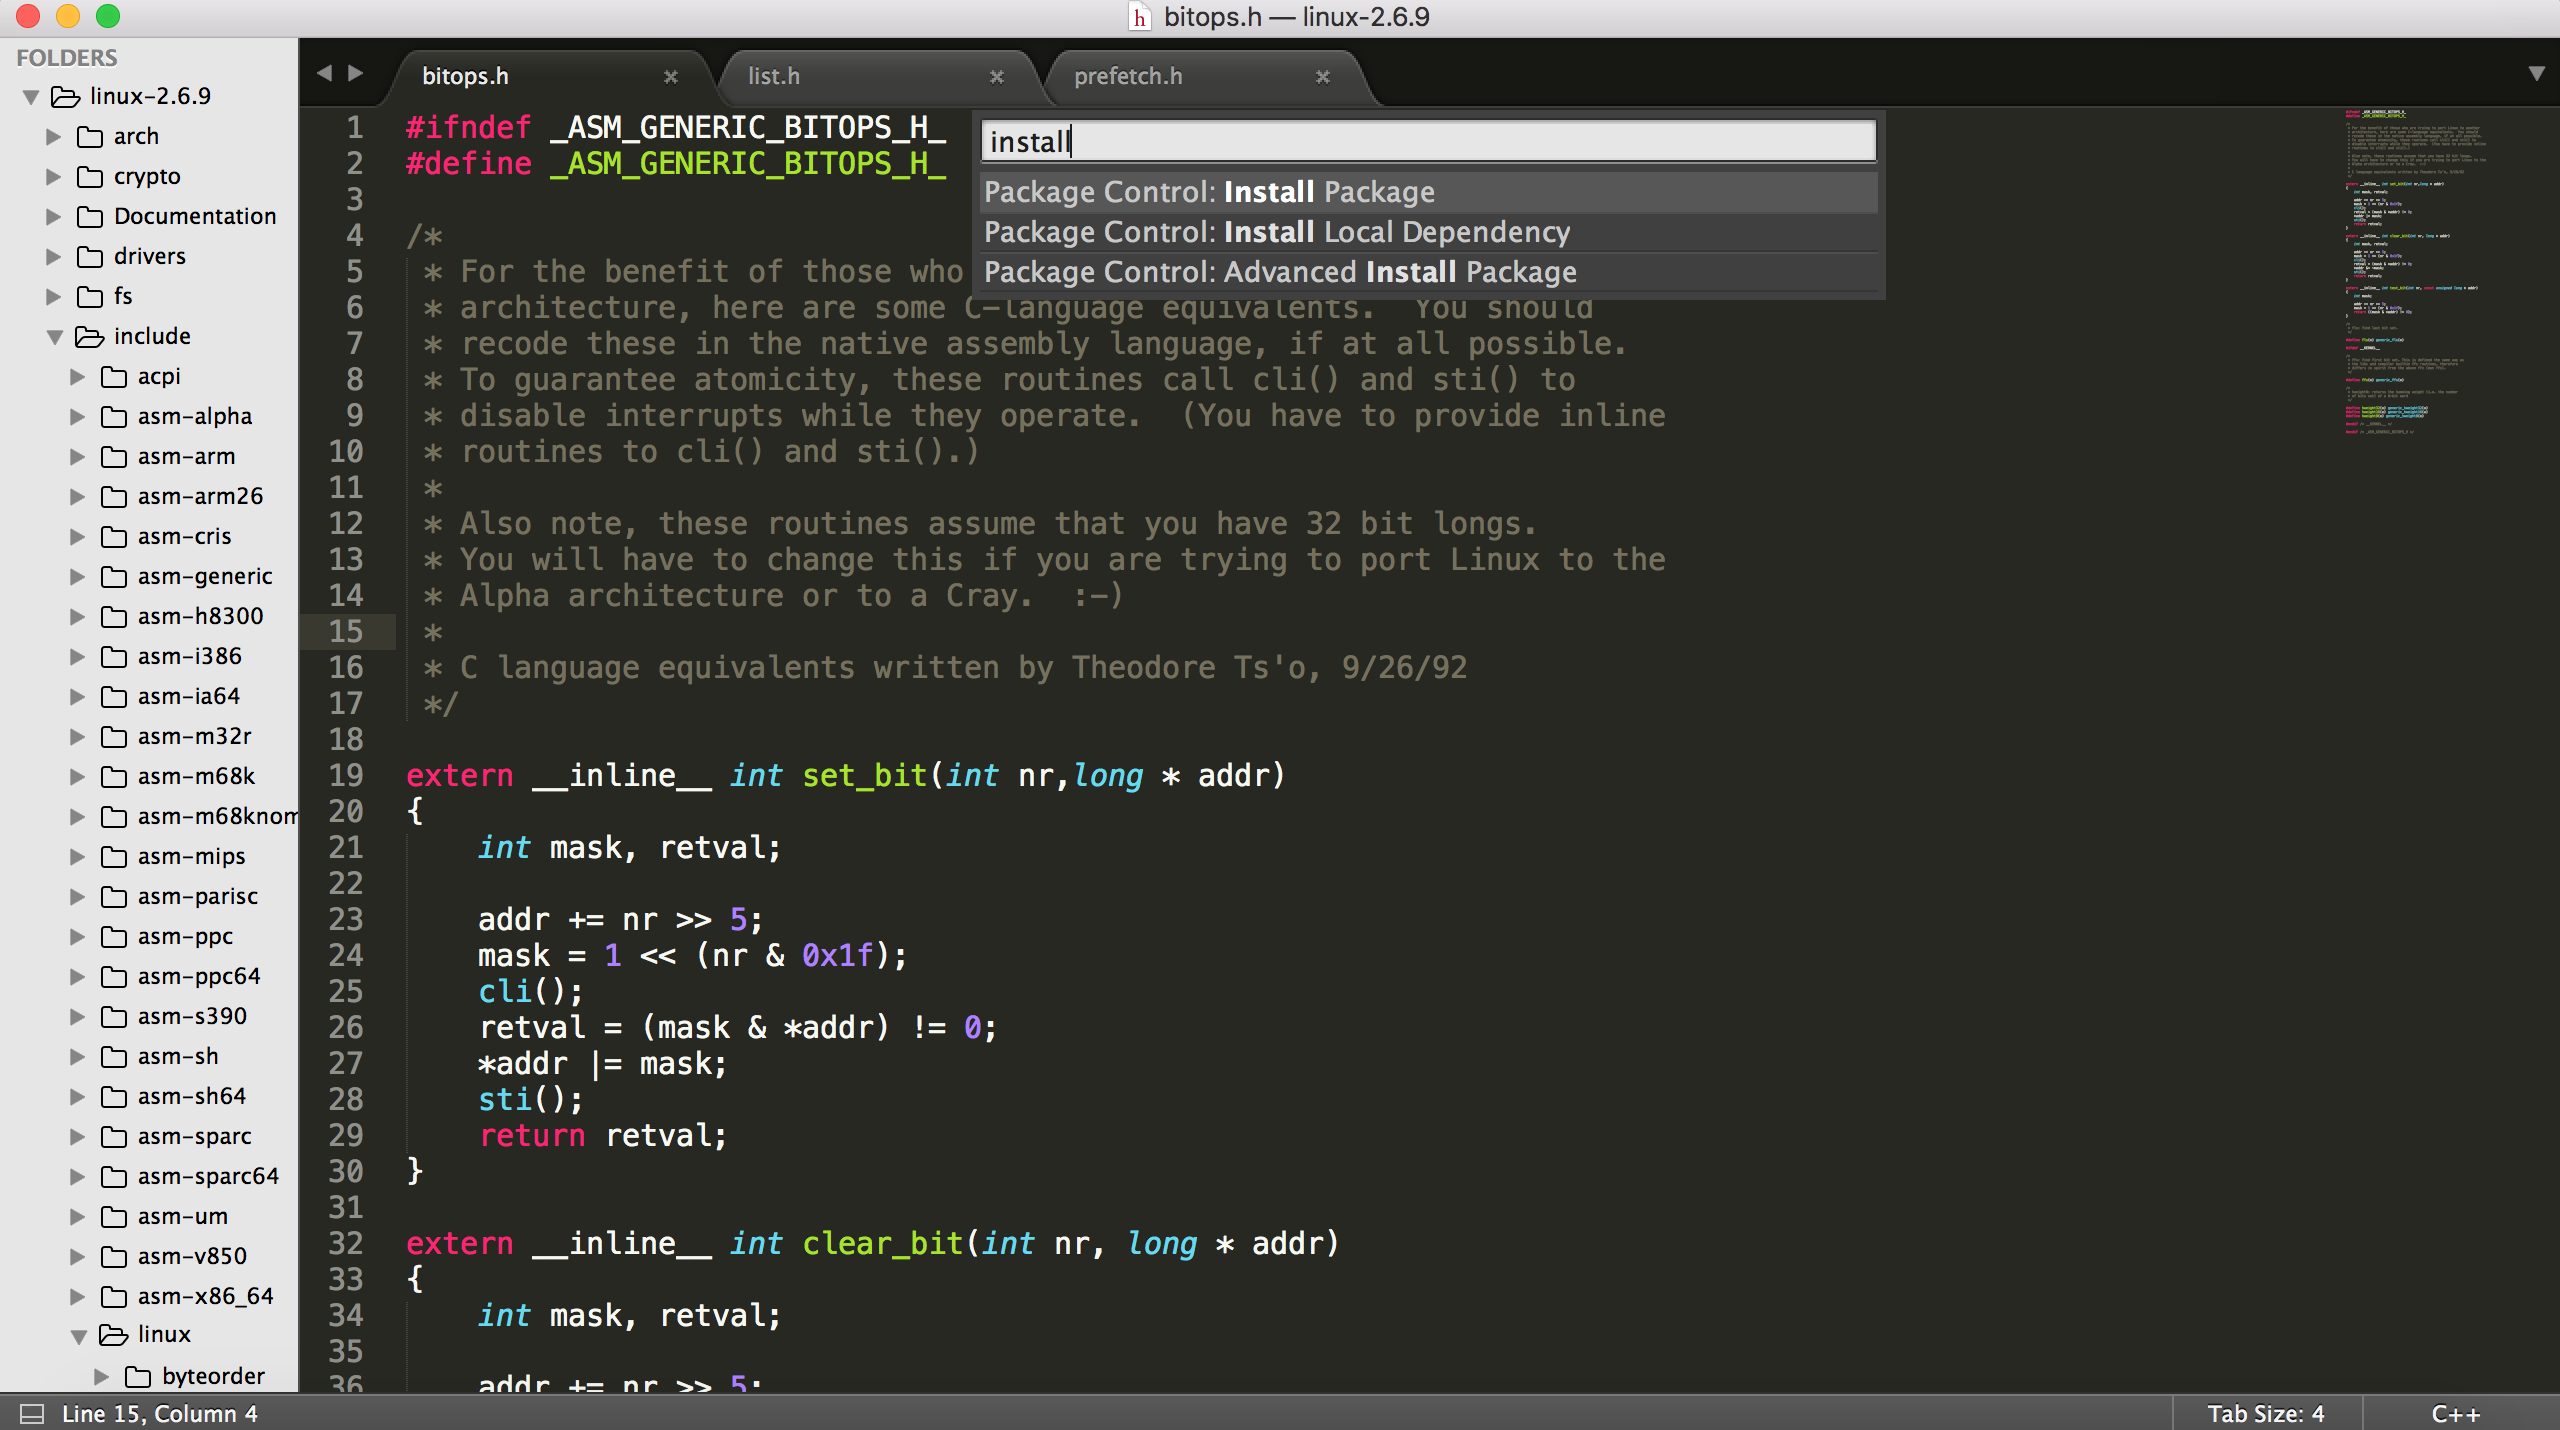 bitops.h — linux-2.6.9
FOLDERS
linux-2.6.9
arch
crypto
Documentation
drivers
fs
include
acpi
asm-alpha
asm-arm
asm-arm26
asm-cris
asm-generic
asm-h8300
asm-i386
asm-ia64
asm-m32r
asm-m68k
asm-m68knom
asm-mips
asm-parisc
asm-ppc
asm-ppc64
asm-s390
asm-sh
asm-sh64
asm-sparc
asm-sparc64
asm-um
asm-v850
asm-x86_64
linux
byteorder
bitops.h
list.h
prefetch.h
install
Package Control: Install Package
Package Control: Install Local Dependency
Package Control: Advanced Install Package
1 #ifndef _ASM_GENERIC_BITOPS_H_
2 #define _ASM_GENERIC_BITOPS_H_
3
4 /*
5 * For the benefit of those who
6 * architecture, here are some C-language equivalents.  You should
7 * recode these in the native assembly language, if at all possible.
8 * To guarantee atomicity, these routines call cli() and sti() to
9 * disable interrupts while they operate.  (You have to provide inline
10 * routines to cli() and sti().)
11 *
12 * Also note, these routines assume that you have 32 bit longs.
13 * You will have to change this if you are trying to port Linux to the
14 * Alpha architecture or to a Cray.  :-)
15 *
16 * C language equivalents written by Theodore Ts'o, 9/26/92
17 */
18
19 extern __inline__ int set_bit(int nr,long * addr)
20 {
21 int mask, retval;
22
23 addr += nr >> 5;
24 mask = 1 << (nr & 0x1f);
25 cli();
26 retval = (mask & *addr) != 0;
27 *addr |= mask;
28 sti();
29 return retval;
30 }
31
32 extern __inline__ int clear_bit(int nr, long * addr)
33 {
34 int mask, retval;
35
36 addr += nr >> 5;
Line 15, Column 4
Tab Size: 4
C++